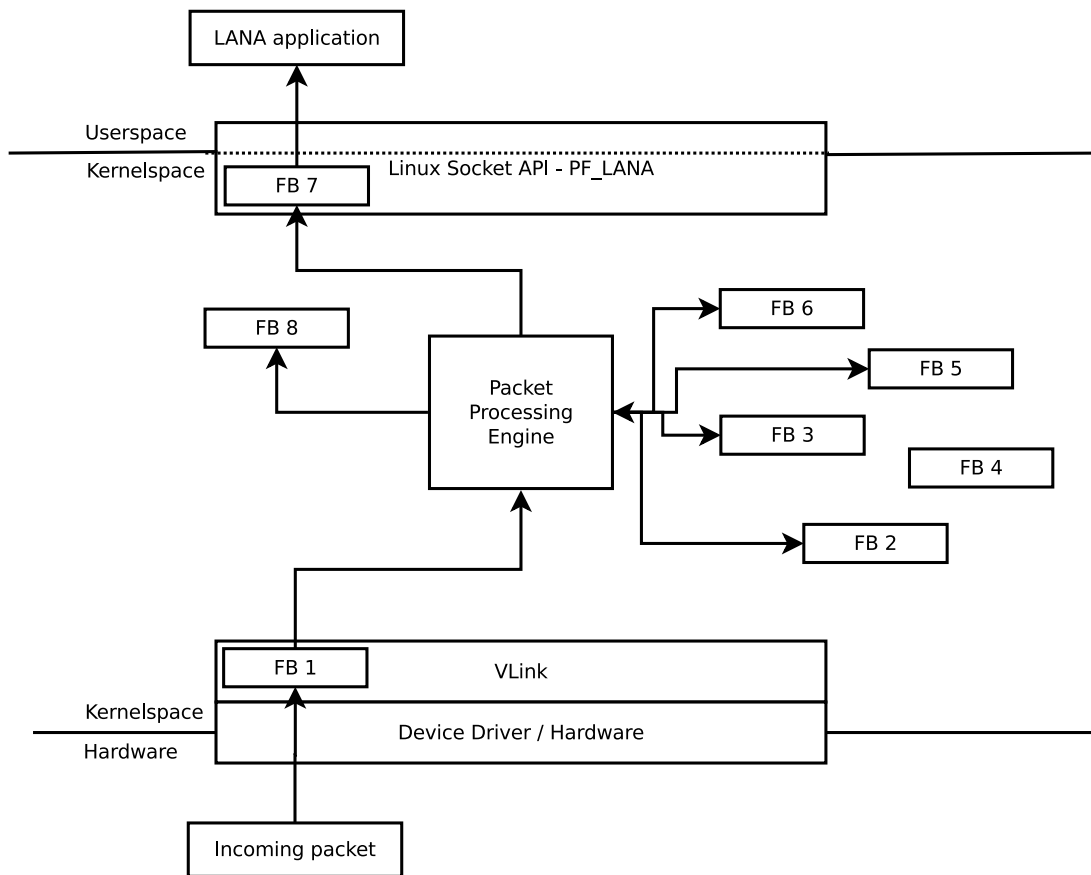 LANA application
Userspace
Kernelspace
Linux Socket API - PF_LANA
FB 7
FB 6
FB 8
FB 5
Packet
Processing
Engine
FB 3
FB 4
FB 2
FB 1
VLink
Kernelspace
Device Driver / Hardware
Hardware
Incoming packet